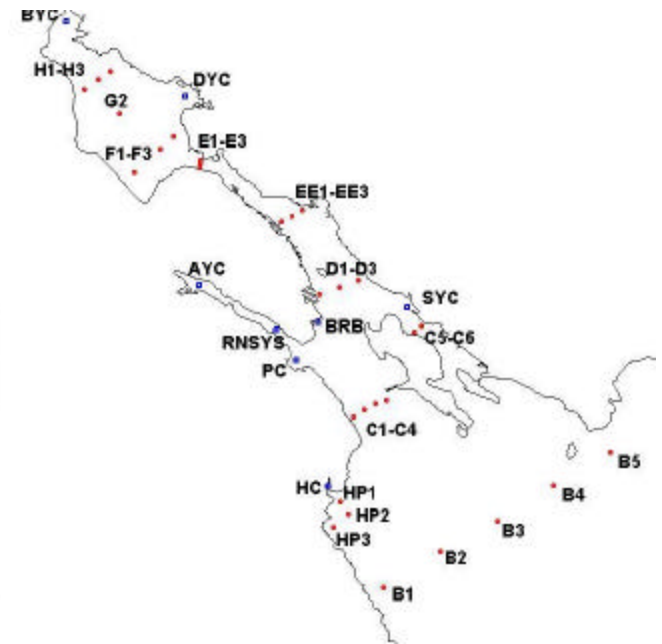 BYC
H1-H3
DYC
G2
E1-E3
F1-F3
EE1-EE3
AYC
D1-D3
SYC
BRB
RNSYS
C5-C6
PC
C1-C4
B5
HC
B4
HP1
HP2
B3
HP3
B2
B1